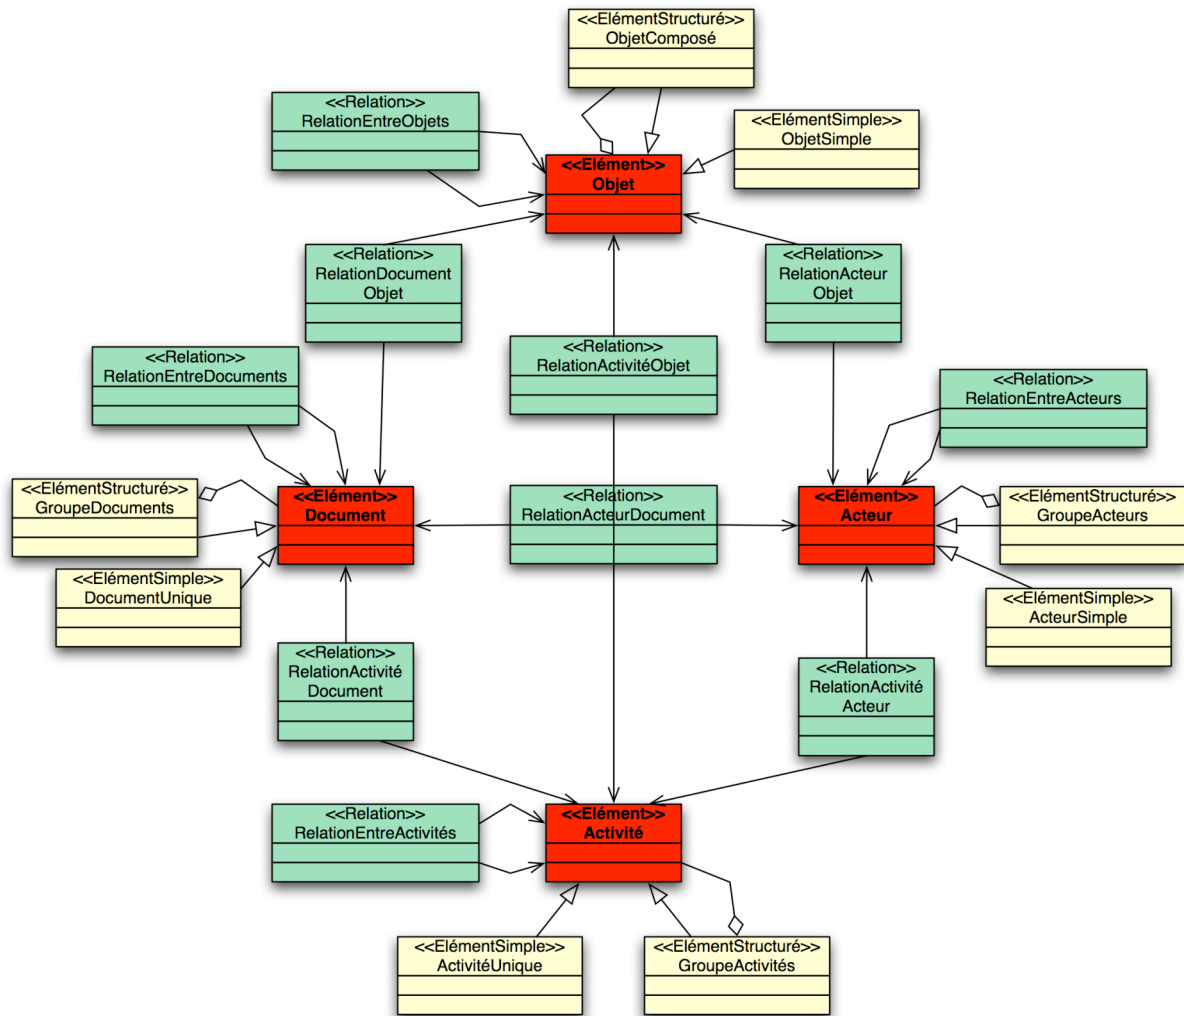 <<ElémentStructuré>>
ObjetComposé
<<Relation>>
RelationEntreObjets
<<ElémentSimple>>
ObjetSimple
<<Elément>>
Objet
<<Relation>>
RelationDocument
Objet
<<Relation>>
RelationActeur
Objet
<<Relation>>
RelationActivitéObjet
<<Relation>>
RelationEntreDocuments
<<Relation>>
RelationEntreActeurs
<<ElémentStructuré>>
GroupeDocuments
<<Elément>>
Document
<<Relation>>
RelationActeurDocument
<<Elément>>
Acteur
<<ElémentStructuré>>
GroupeActeurs
<<ElémentSimple>>
DocumentUnique
<<ElémentSimple>>
ActeurSimple
<<Relation>>
RelationActivité
Document
<<Relation>>
RelationActivité
Acteur
<<Relation>>
RelationEntreActivités
<<Elément>>
Activité
<<ElémentSimple>>
ActivitéUnique
<<ElémentStructuré>>
GroupeActivités